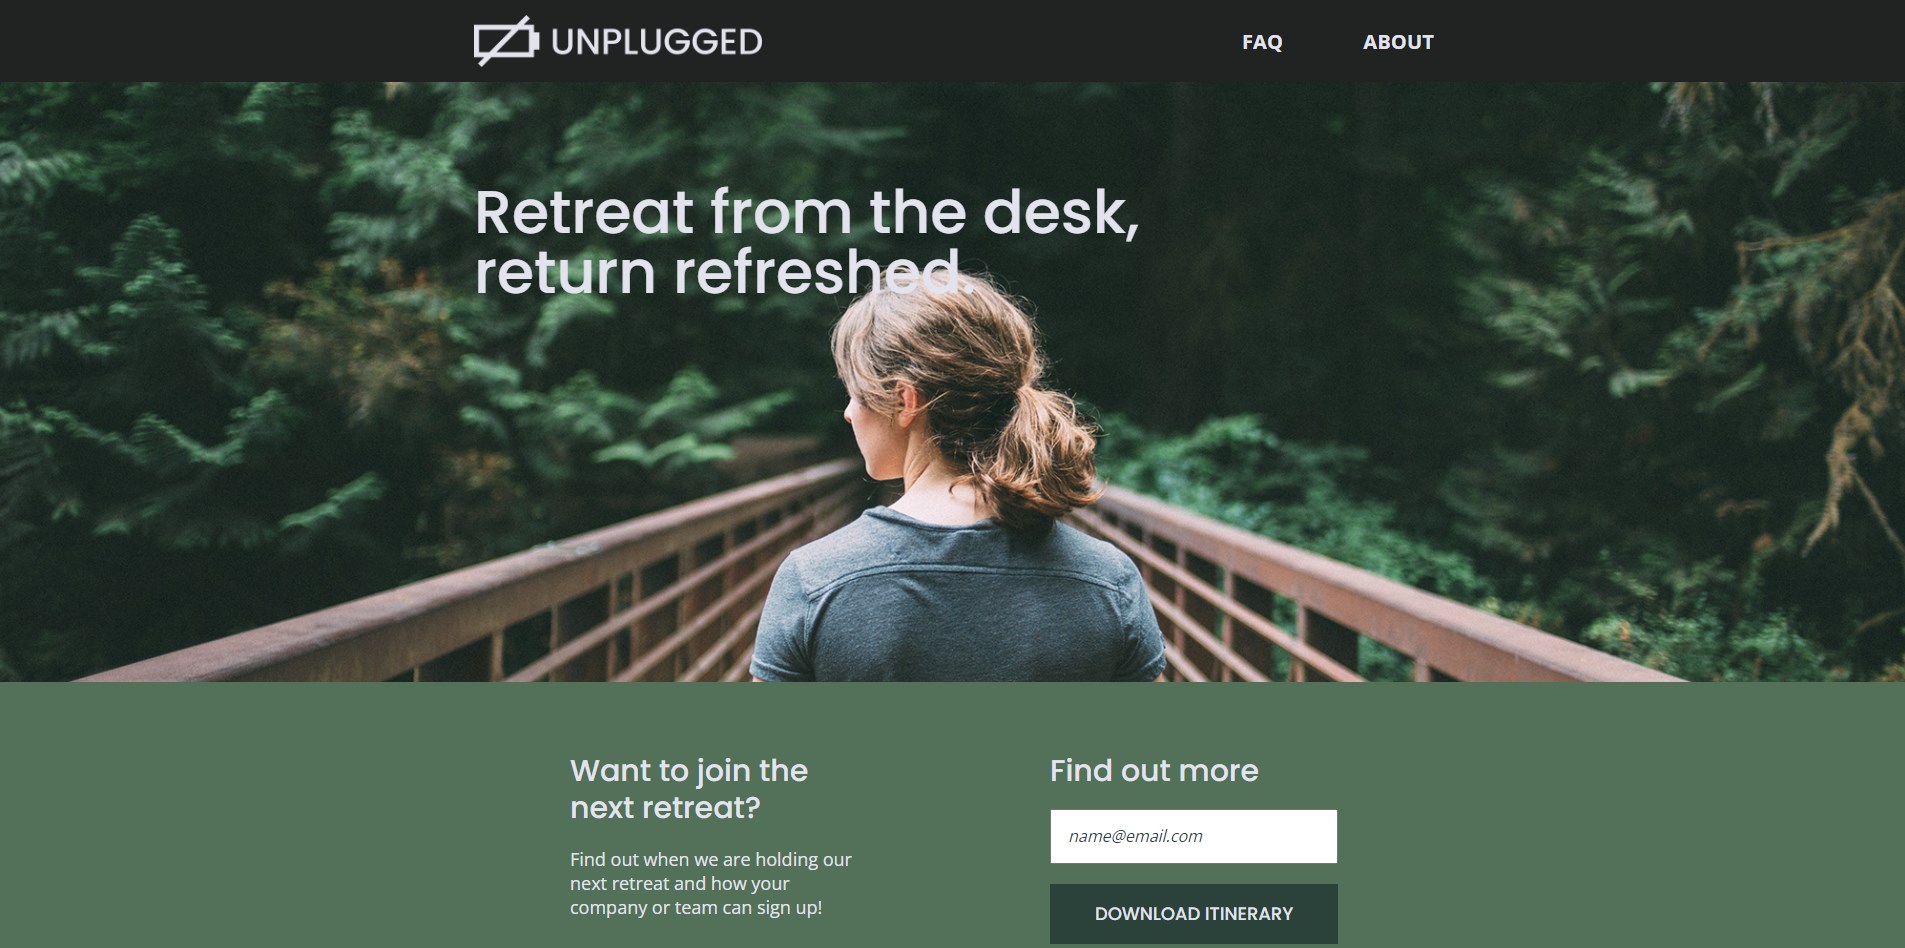 UNPLUGGED
FAQ
ABOUT
Retreat from the desk,
return refreshed.
Want to join the
next retreat?
Find out when we are holding our
next retreat and how your
company or team can sign up!
Find out more
name@email.com
DOWNLOAD ITINERARY